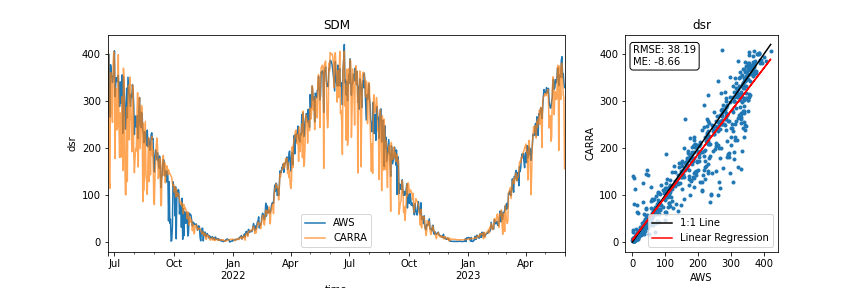 SDM
dsr
400
300
200
100
0
dsr
AWS
CARRA
Jul
Oct
Jan
2022
Apr
Jul
Oct
Jan
2023
Apr
time
dsr
RMSE: 38.19
ME: -8.66
400
300
200
100
0
CARRA
1:1 Line
Linear Regression
0
100
200
300
400
AWS